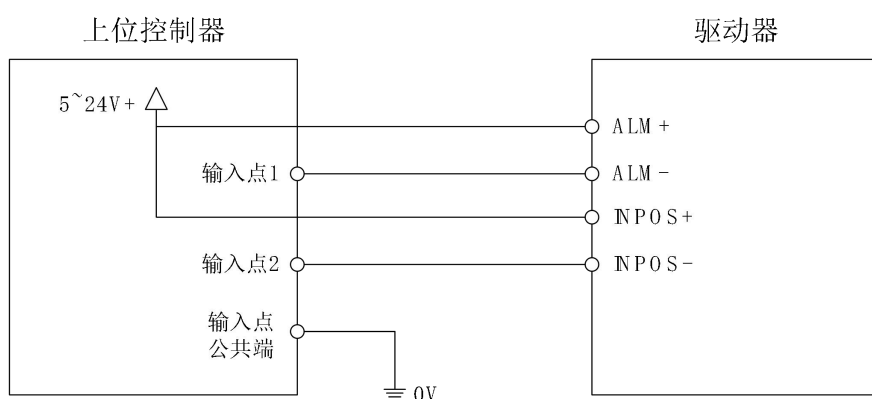 上位控制器
驱动器
5~24V+
ALM+
输入点1
ALM-
INPOS+
输入点2
INPOS-
输入点
公共端
0V